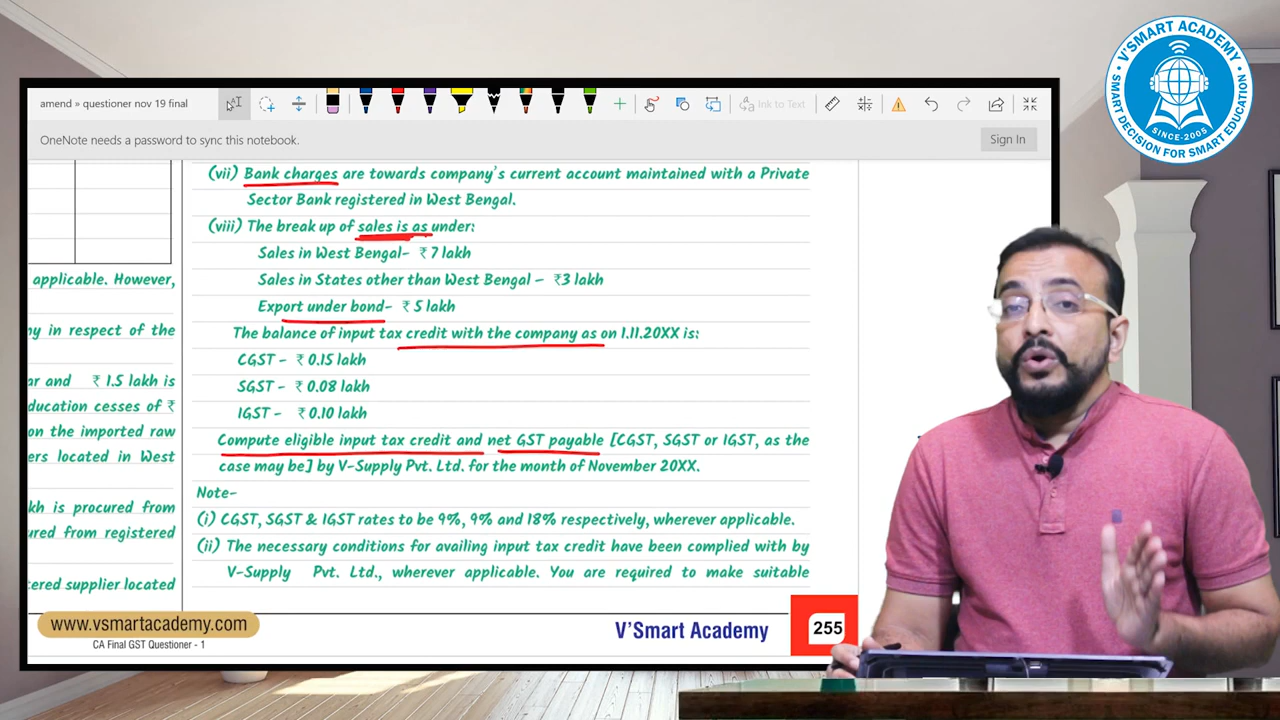 V'SMART ACADEMY
SMART DECISION FOR SMART EDUCATION
SINCE-2005
amend » questioner nov 19 final
Ink to Text
OneNote needs a password to sync this notebook.
Sign In
applicable. However,
ny in respect of the
ar and ₹ 1.5 lakh is
ducation cesses of ₹
on the imported raw
ers located in West
kh is procured from
ured from registered
tered supplier located
(vii) Bank charges are towards company's current account maintained with a Private
Sector Bank registered in West Bengal.
(viii) The break up of sales is as under:
Sales in West Bengal- ₹ 7 lakh
Sales in States other than West Bengal – ₹3 lakh
Export under bond- ₹ 5 lakh
The balance of input tax credit with the company as on 1.11.20XX is:
CGST - ₹ 0.15 lakh
SGST - ₹ 0.08 lakh
IGST - ₹ 0.10 lakh
Compute eligible input tax credit and net GST payable [CGST, SGST or IGST, as the
case may be] by V-Supply Pvt. Ltd. for the month of November 20XX.
Note-
(i) CGST, SGST & IGST rates to be 9%, 9% and 18% respectively, wherever applicable.
(ii) The necessary conditions for availing input tax credit have been complied with by
V-Supply Pvt. Ltd., wherever applicable. You are required to make suitable
www.vsmartacademy.com
CA Final GST Questioner - 1
V'Smart Academy
255